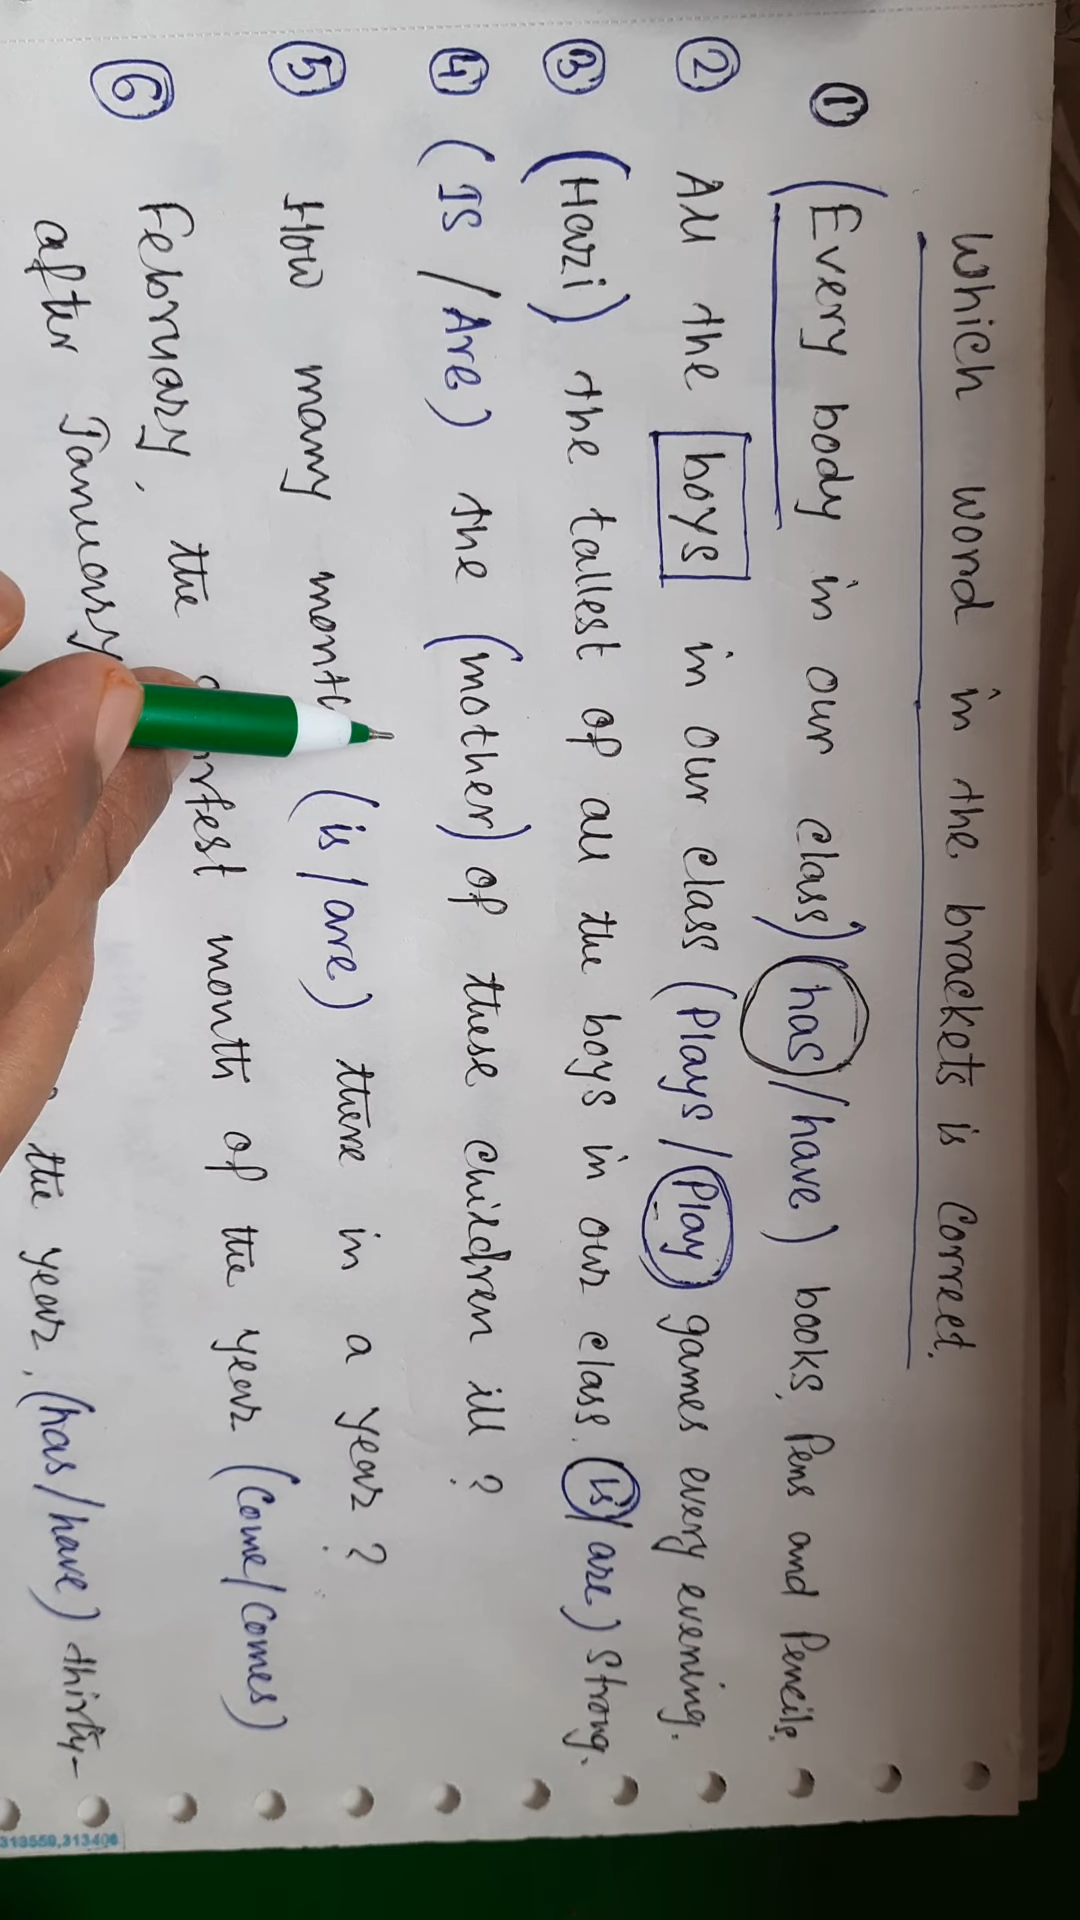 Which word in the brackets is correct.
① (Every body in our class) (has/have) books, Pens and Pencils.
② All the boys in our class (Plays/Play) games every evening.
③ (Hari) the tallest of all the boys in our class. (is/are) strong.
④ (Is/Are) the (mother) of these children ill?
⑤ How many (is/are) there in a year?
⑥ February, the month of the year (Come/Comes)
after January the year. (has/have) thirty-
313550,313406